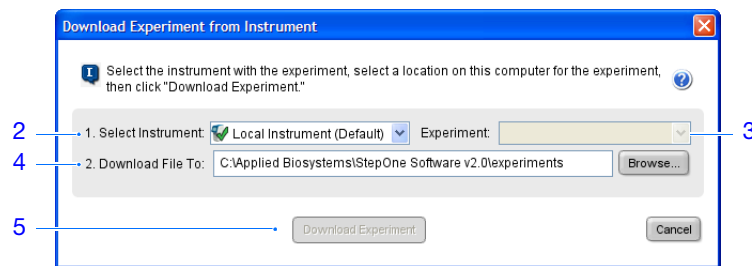 Download Experiment from Instrument
Select the instrument with the experiment, select a location on this computer for the experiment,
then click "Download Experiment."
2 1. Select Instrument: Local Instrument (Default) Experiment: 3
4 2. Download File To: C:\Applied Biosystems\StepOne Software v2.0\experiments Browse...
5 Download Experiment Cancel